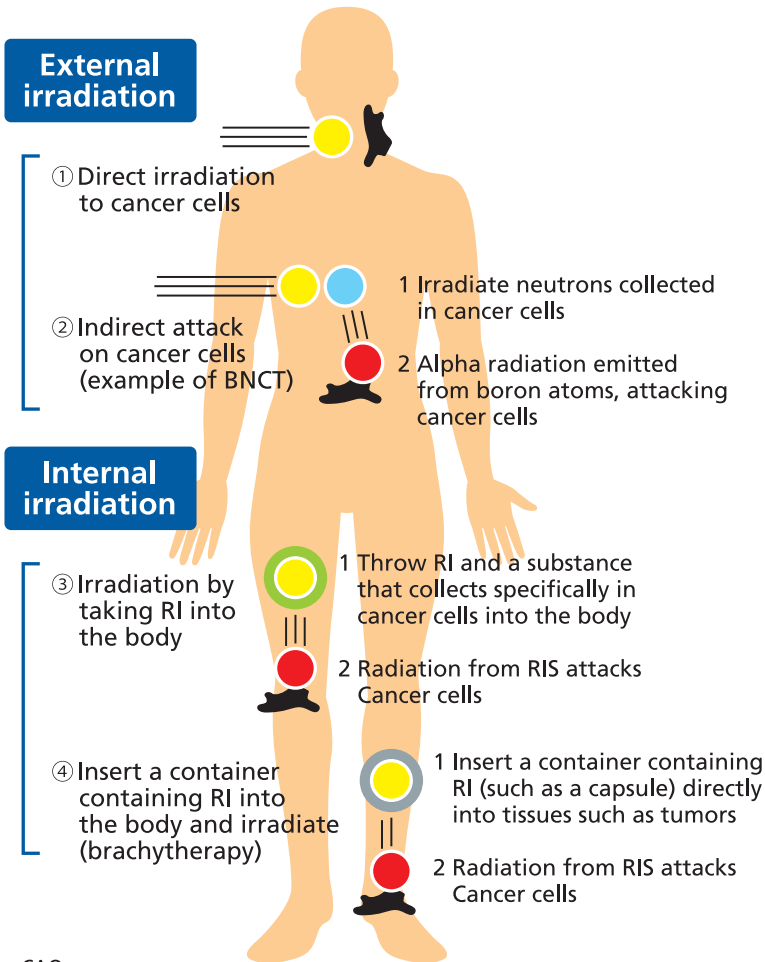 External
irradiation
① Direct irradiation
to cancer cells
② Indirect attack
on cancer cells
(example of BNCT)
1 Irradiate neutrons collected
in cancer cells
2 Alpha radiation emitted
from boron atoms, attacking
cancer cells
Internal
irradiation
③ Irradiation by
taking RI into
the body
1 Throw RI and a substance
that collects specifically in
cancer cells into the body
2 Radiation from RIS attacks
Cancer cells
④ Insert a container
containing RI into
the body and irradiate
(brachytherapy)
1 Insert a container containing
RI (such as a capsule) directly
into tissues such as tumors
2 Radiation from RIS attacks
Cancer cells